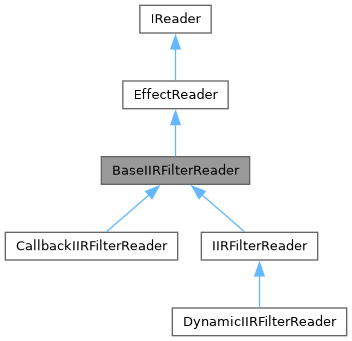 IReader
EffectReader
BaseIIRFilterReader
CallbackIIRFilterReader
IIRFilterReader
DynamicIIRFilterReader